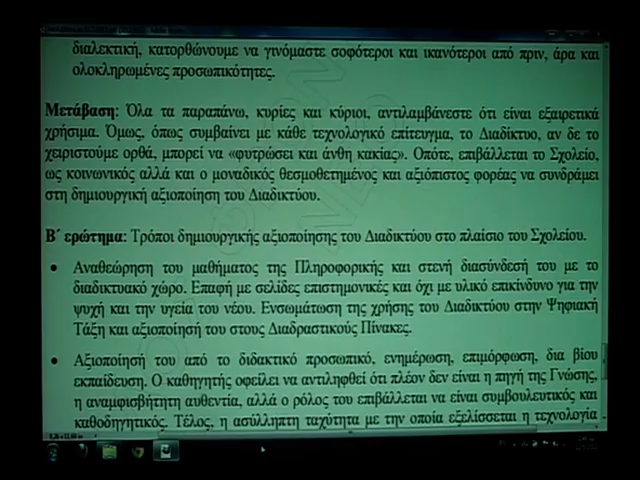 διαλεκτική, κατορθώνουμε να γινόμαστε σοφότεροι και ικανότεροι από πριν, άρα και
ολοκληρωμένες προσωπικότητες.
Μετάβαση: Όλα τα παραπάνω, κυρίες και κύριοι, αντιλαμβάνεστε ότι είναι εξαιρετικά
χρήσιμα. Όμως, όπως συμβαίνει με κάθε τεχνολογικό επίτευγμα, το Διαδίκτυο, αν δε το
χειριστούμε ορθά, μπορεί να «φυτρώσει και άνθη κακίας». Οπότε, επιβάλλεται το Σχολείο,
ως κοινωνικός αλλά και ο μοναδικός θεσμοθετημένος και αξιόπιστος φορέας να συνδράμει
στη δημιουργική αξιοποίηση του Διαδικτύου.
Β΄ ερώτημα: Τρόποι δημιουργικής αξιοποίησης του Διαδικτύου στο πλαίσιο του Σχολείου.
• Αναθεώρηση του μαθήματος της Πληροφορικής και στενή διασύνδεσή του με το
διαδικτυακό χώρο. Επαφή με σελίδες επιστημονικές και όχι με υλικό επικίνδυνο για την
ψυχή και την υγεία του νέου. Ενσωμάτωση της χρήσης του Διαδικτύου στην Ψηφιακή
Τάξη και αξιοποίησή του στους Διαδραστικούς Πίνακες.
• Αξιοποίησή του από το διδακτικό προσωπικό, ενημέρωση, επιμόρφωση, δια βίου
εκπαίδευση. Ο καθηγητής οφείλει να αντιληφθεί ότι πλέον δεν είναι η πηγή της Γνώσης,
η αναμφισβήτητη αυθεντία, αλλά ο ρόλος του επιβάλλεται να είναι συμβουλευτικός και
καθοδηγητικός. Τέλος, η ασύλληπτη ταχύτητα με την οποία εξελίσσεται η τεχνολογία